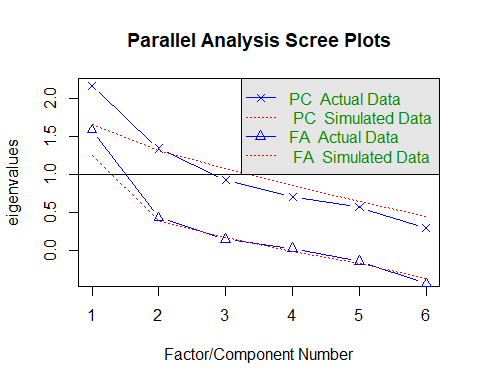 Parallel Analysis Scree Plots
eigenvalues
2.0
1.5
1.0
0.5
0.0
PC Actual Data
PC Simulated Data
FA Actual Data
FA Simulated Data
1 2 3 4 5 6
Factor/Component Number